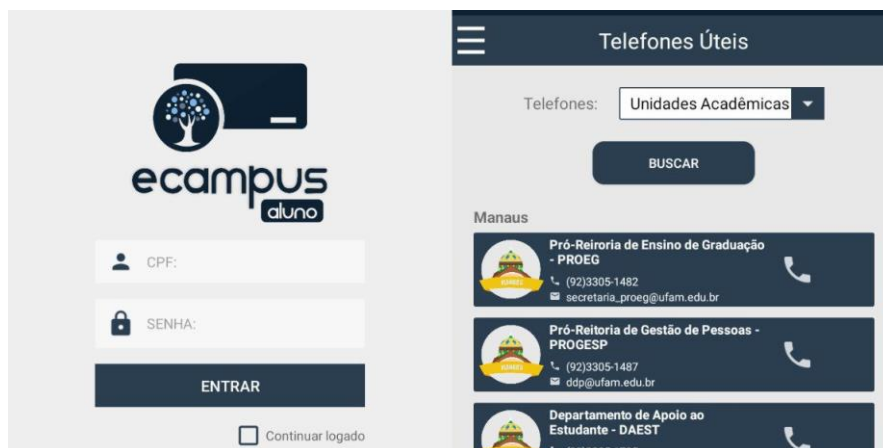 ecampus
aluno
CPF:
SENHA:
ENTRAR
Continuar logado
Telefones Úteis
Telefones:
Unidades Acadêmicas
BUSCAR
Manaus
Pró-Reiroria de Ensino de Graduação
- PROEG
(92)3305-1482
secretaria_proeg@ufam.edu.br
Pró-Reitoria de Gestão de Pessoas -
PROGESP
(92)3305-1487
ddp@ufam.edu.br
Departamento de Apoio ao
Estudante - DAEST